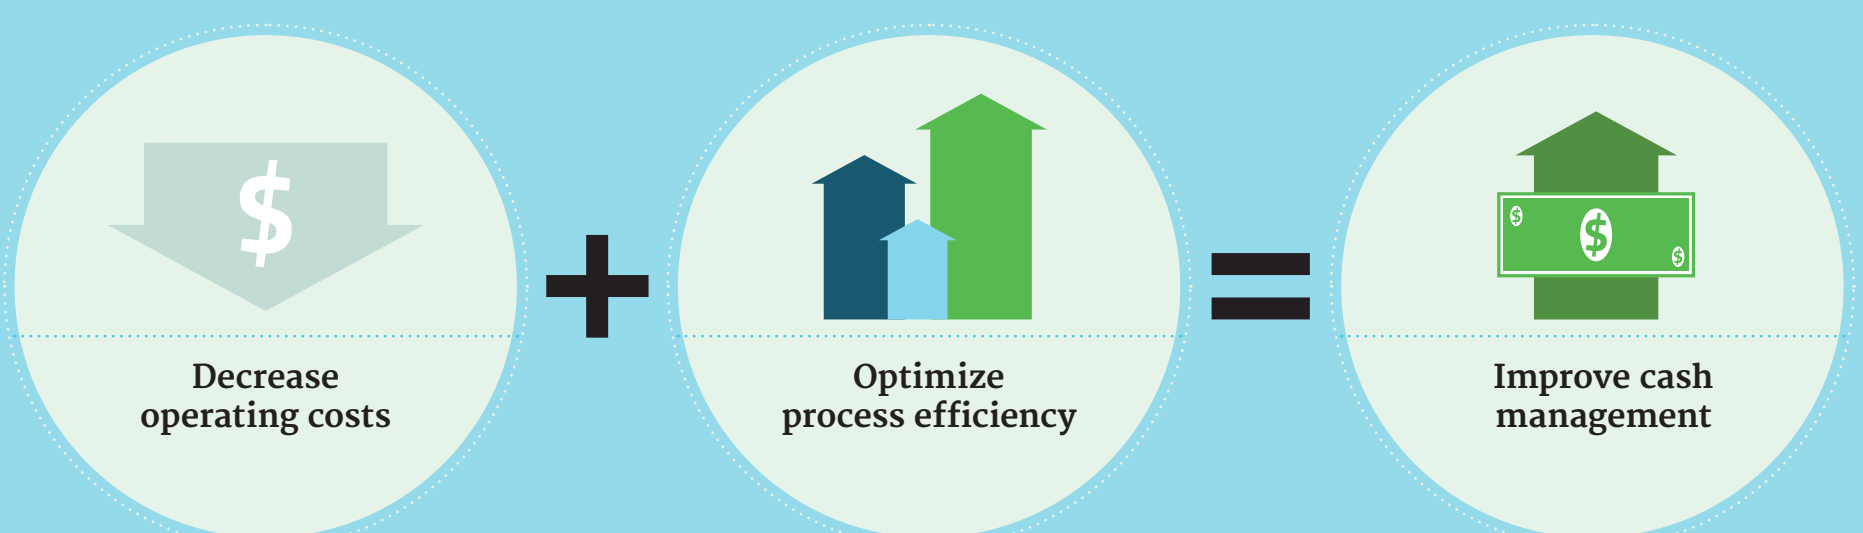 $
+
=
$
$
$
Decrease
operating costs
Optimize
process efficiency
Improve cash
management